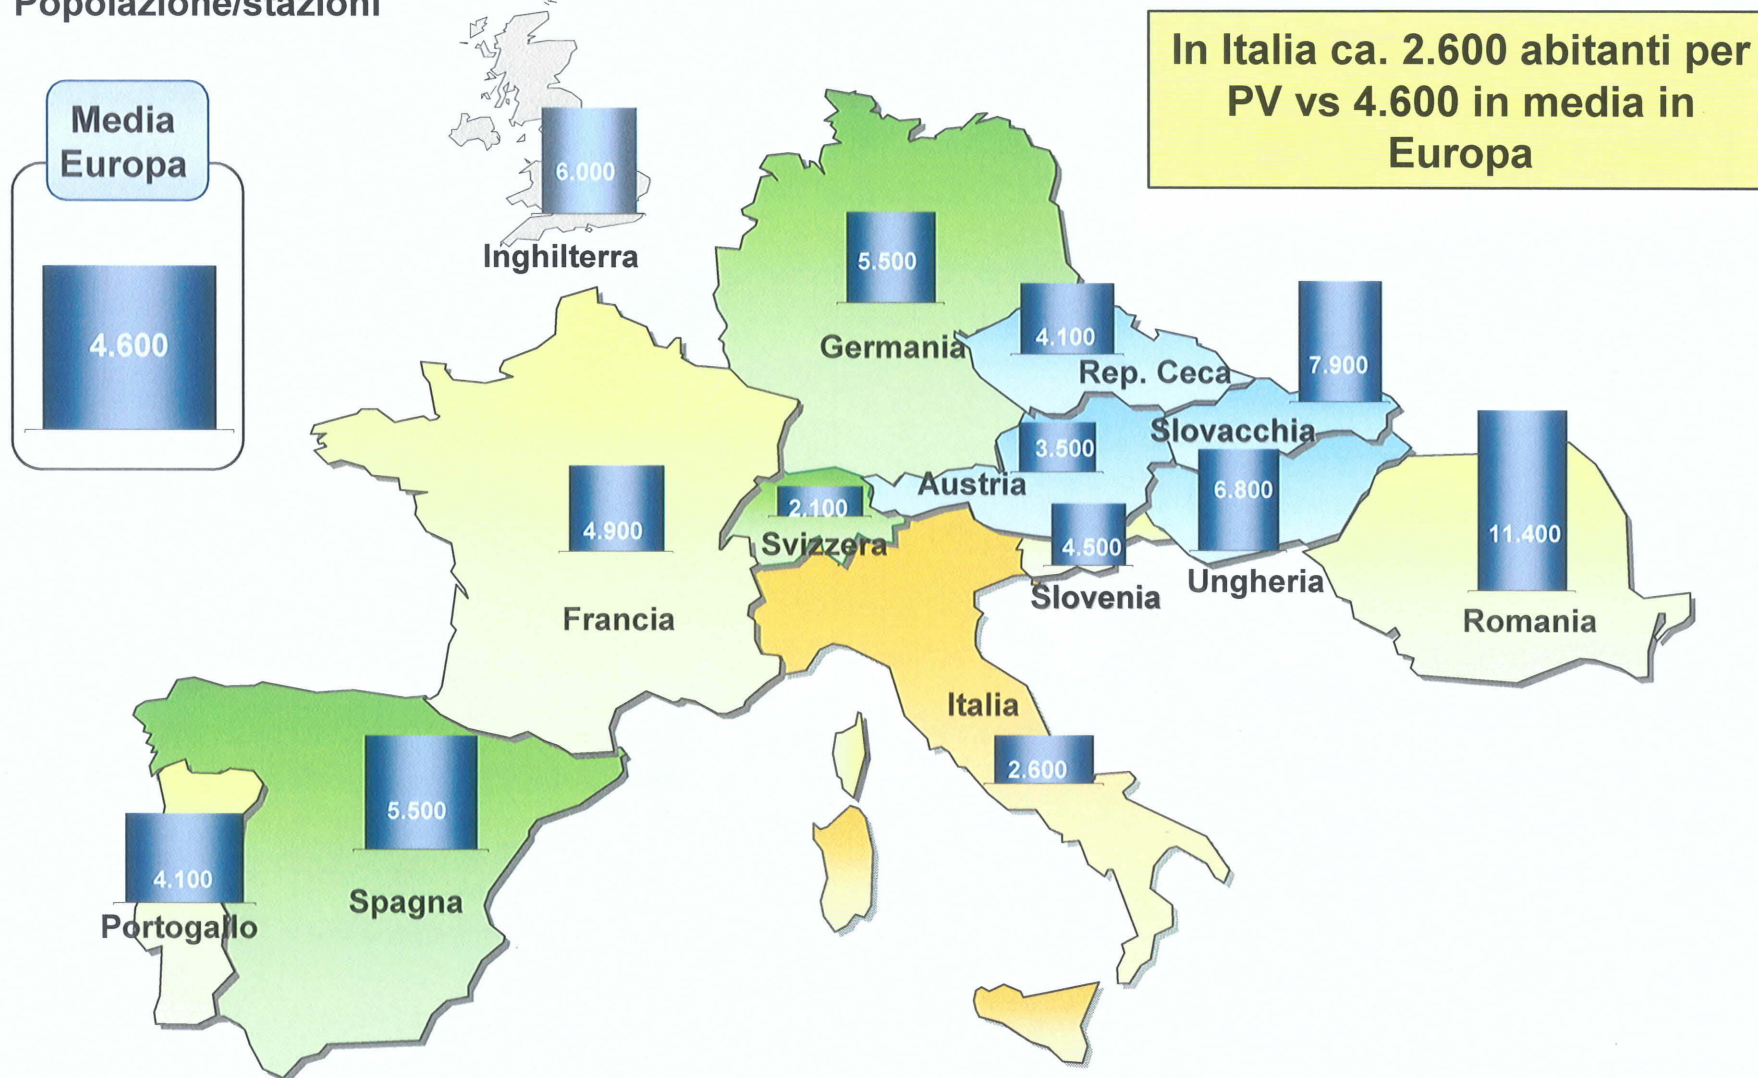 Popolazione/stazioni
In Italia ca. 2.600 abitanti per
PV vs 4.600 in media in
Europa
Media
Europa
4.600
6.000
Inghilterra
5.500
Germania
4.100
Rep. Ceca
7.900
Slovacchia
3.500
Austria
6.800
Ungheria
2.100
Svizzera
4.500
Slovenia
11.400
Romania
4.900
Francia
Italia
2.600
5.500
Spagna
4.100
Portogallo